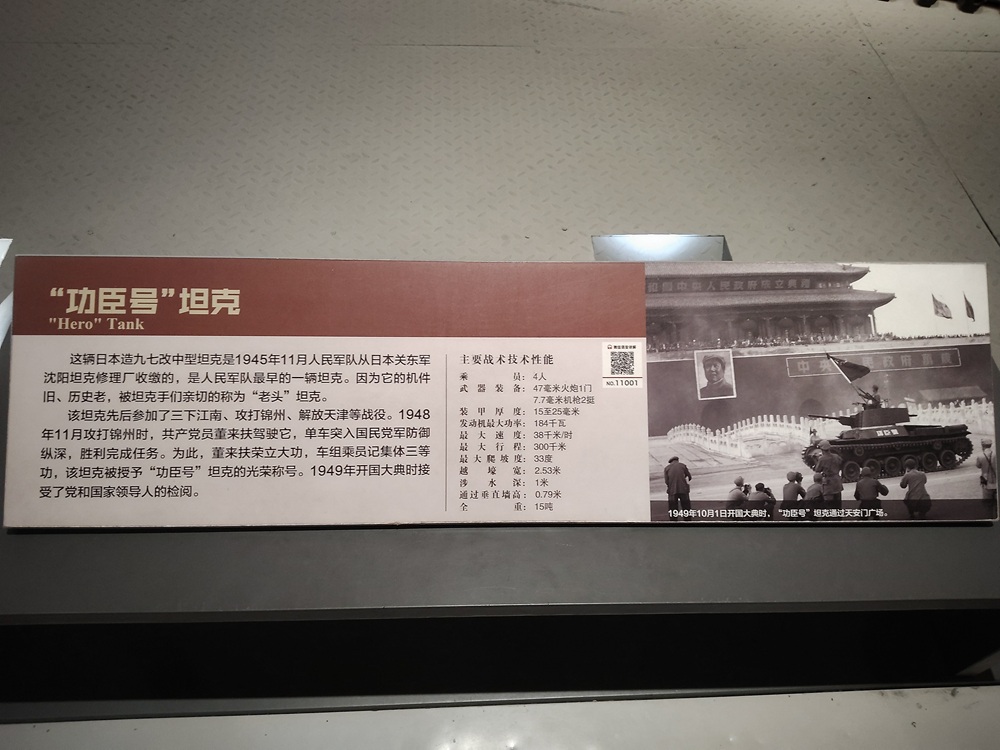 “功臣号”坦克
"Hero" Tank
这辆日本造九七改中型坦克是1945年11月人民军队从日本关东军
沈阳坦克修理厂收缴的，是人民军队最早的一辆坦克。因为它的机件
旧、历史老，被坦克手们亲切的称为“老头”坦克。
该坦克先后参加了三下江南、攻打锦州、解放天津等战役。1948
年11月攻打锦州时，共产党员董来扶驾驶它，单车突入国民党军防御
纵深，胜利完成任务。为此，董来扶荣立大功，车组乘员记集体三等
功，该坦克被授予“功臣号”坦克的光荣称号。1949年开国大典时接
受了党和国家领导人的检阅。
主要战术技术性能
乘员：4人
武器装备：47毫米火炮1门
7.7毫米机枪2挺
装甲厚度：15至25毫米
发动机最大功率：184千瓦
最大速度：38千米/时
最大行程：300千米
最大爬坡度：33度
越壕宽：2.53米
涉水深：1米
通过垂直墙高：0.79米
全重：15吨
NO.11001
功臣号
1949年10月1日开国大典时，“功臣号”坦克通过天安门广场。